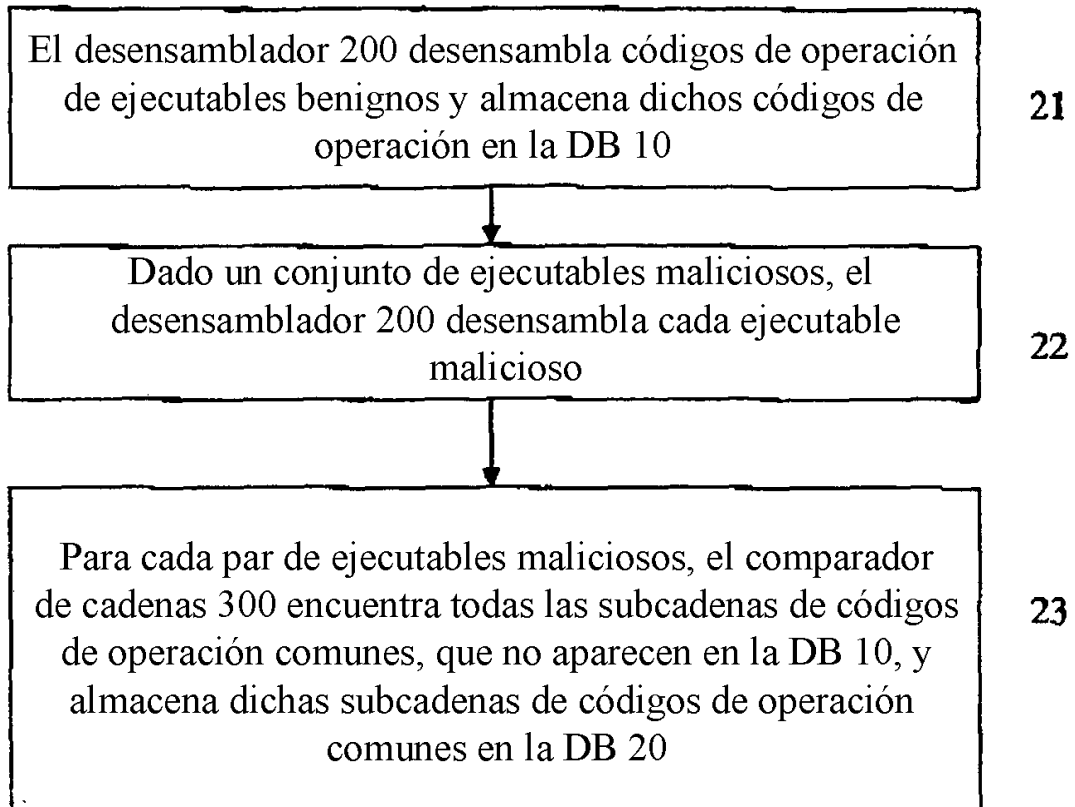 El desensamblador 200 desensambla códigos de operación
de ejecutables benignos y almacena dichos códigos de
operación en la DB 10
21
Dado un conjunto de ejecutables maliciosos, el
desensamblador 200 desensambla cada ejecutable
malicioso
22
Para cada par de ejecutables maliciosos, el comparador
de cadenas 300 encuentra todas las subcadenas de códigos
de operación comunes, que no aparecen en la DB 10, y
almacena dichas subcadenas de códigos de operación
comunes en la DB 20
23